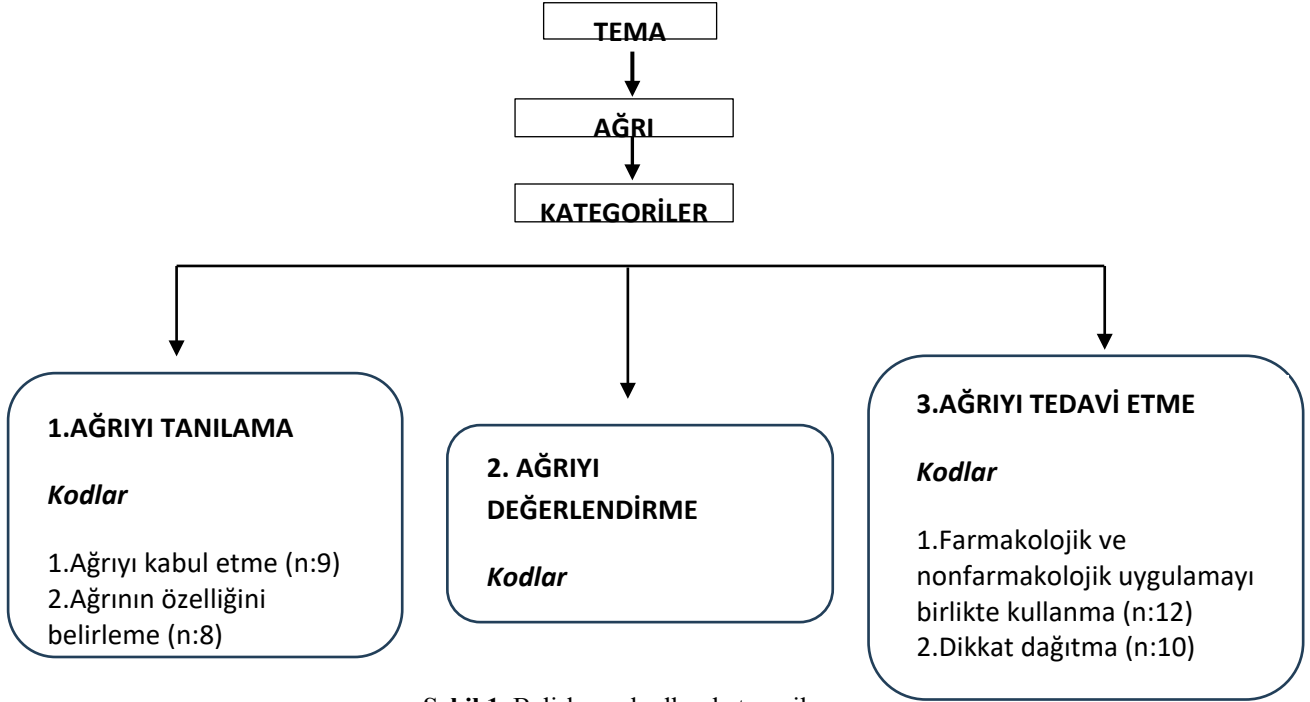 TEMA
AĞRI
KATEGORİLER
1.AĞRIYI TANILAMA
Kodlar
1.Ağrıyı kabul etme (n:9)
2.Ağrının özelliğini
belirleme (n:8)
2. AĞRIYI
DEĞERLENDİRME
Kodlar
3.AĞRIYI TEDAVİ ETME
Kodlar
1.Farmakolojik ve
nonfarmakolojik uygulamayı
birlikte kullanma (n:12)
2.Dikkat dağıtma (n:10)